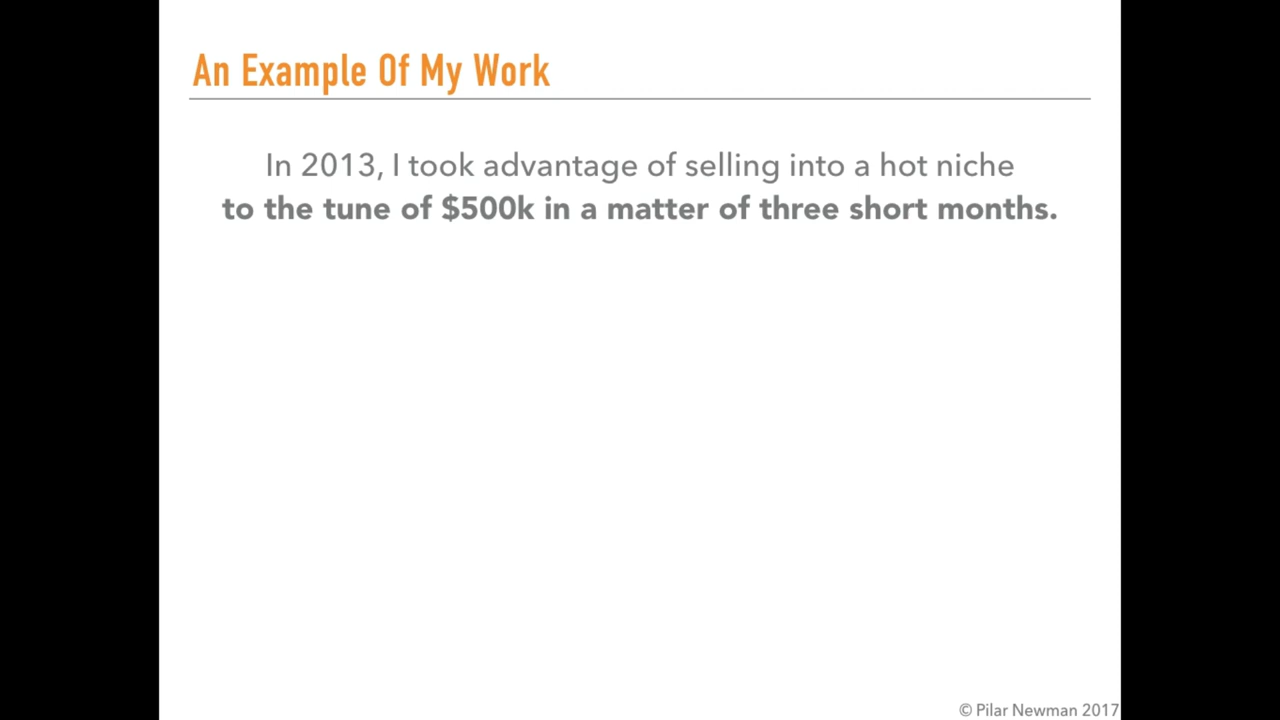 An Example Of My Work
In 2013, I took advantage of selling into a hot niche
to the tune of $500k in a matter of three short months.
© Pilar Newman 2017